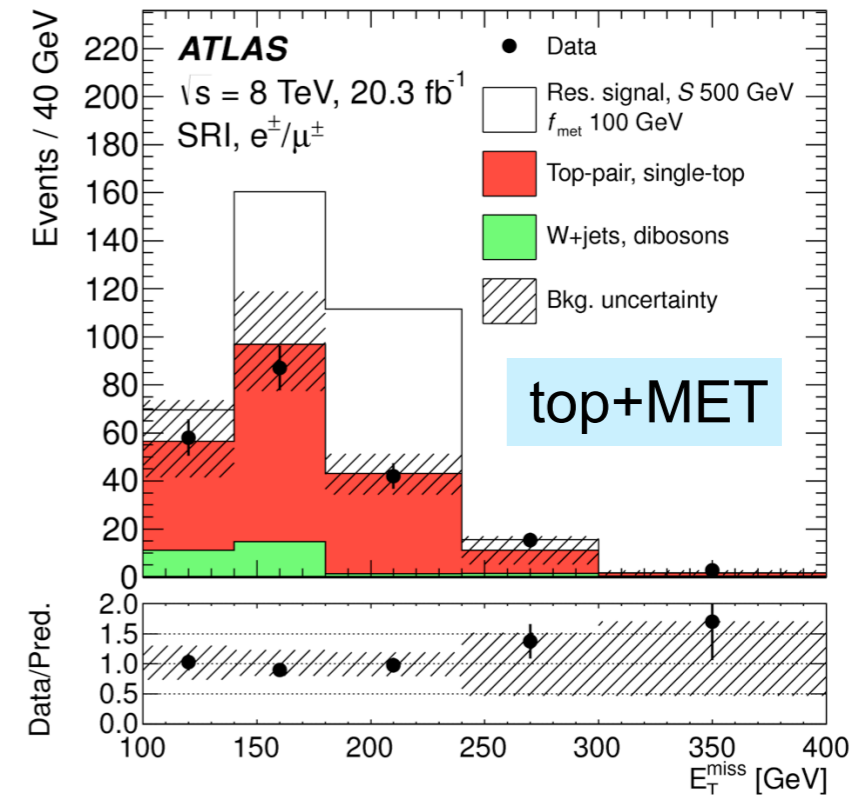 ATLAS
√s = 8 TeV, 20.3 fb⁻¹
SRI, e±/μ±
Data
Res. signal, S 500 GeV
f_met 100 GeV
Top-pair, single-top
W+jets, dibosons
Bkg. uncertainty
top+MET
Events / 40 GeV
220
200
180
160
140
120
100
80
60
40
20
0
Data/Pred.
2.0
1.5
1.0
0.5
0.0
100 150 200 250 300 350 400
E_T^miss [GeV]